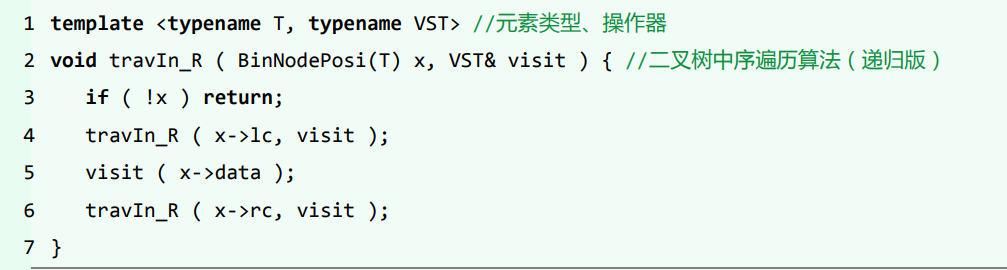 1 template <typename T, typename VST> //元素类型、操作器
2 void travIn_R ( BinNodePosi(T) x, VST& visit ) { //二叉树中序遍历算法（递归版）
3 if ( !x ) return;
4 travIn_R ( x->lc, visit );
5 visit ( x->data );
6 travIn_R ( x->rc, visit );
7 }